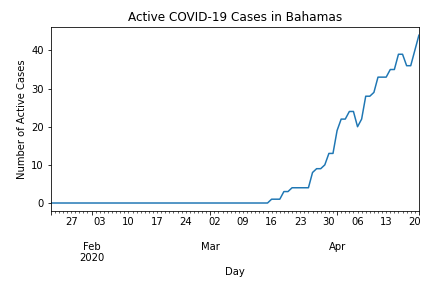 Active COVID-19 Cases in Bahamas
Number of Active Cases
40
30
20
10
0
27 03 10 17 24 02 09 16 23 30 06 13 20
Feb Mar Apr
2020
Day